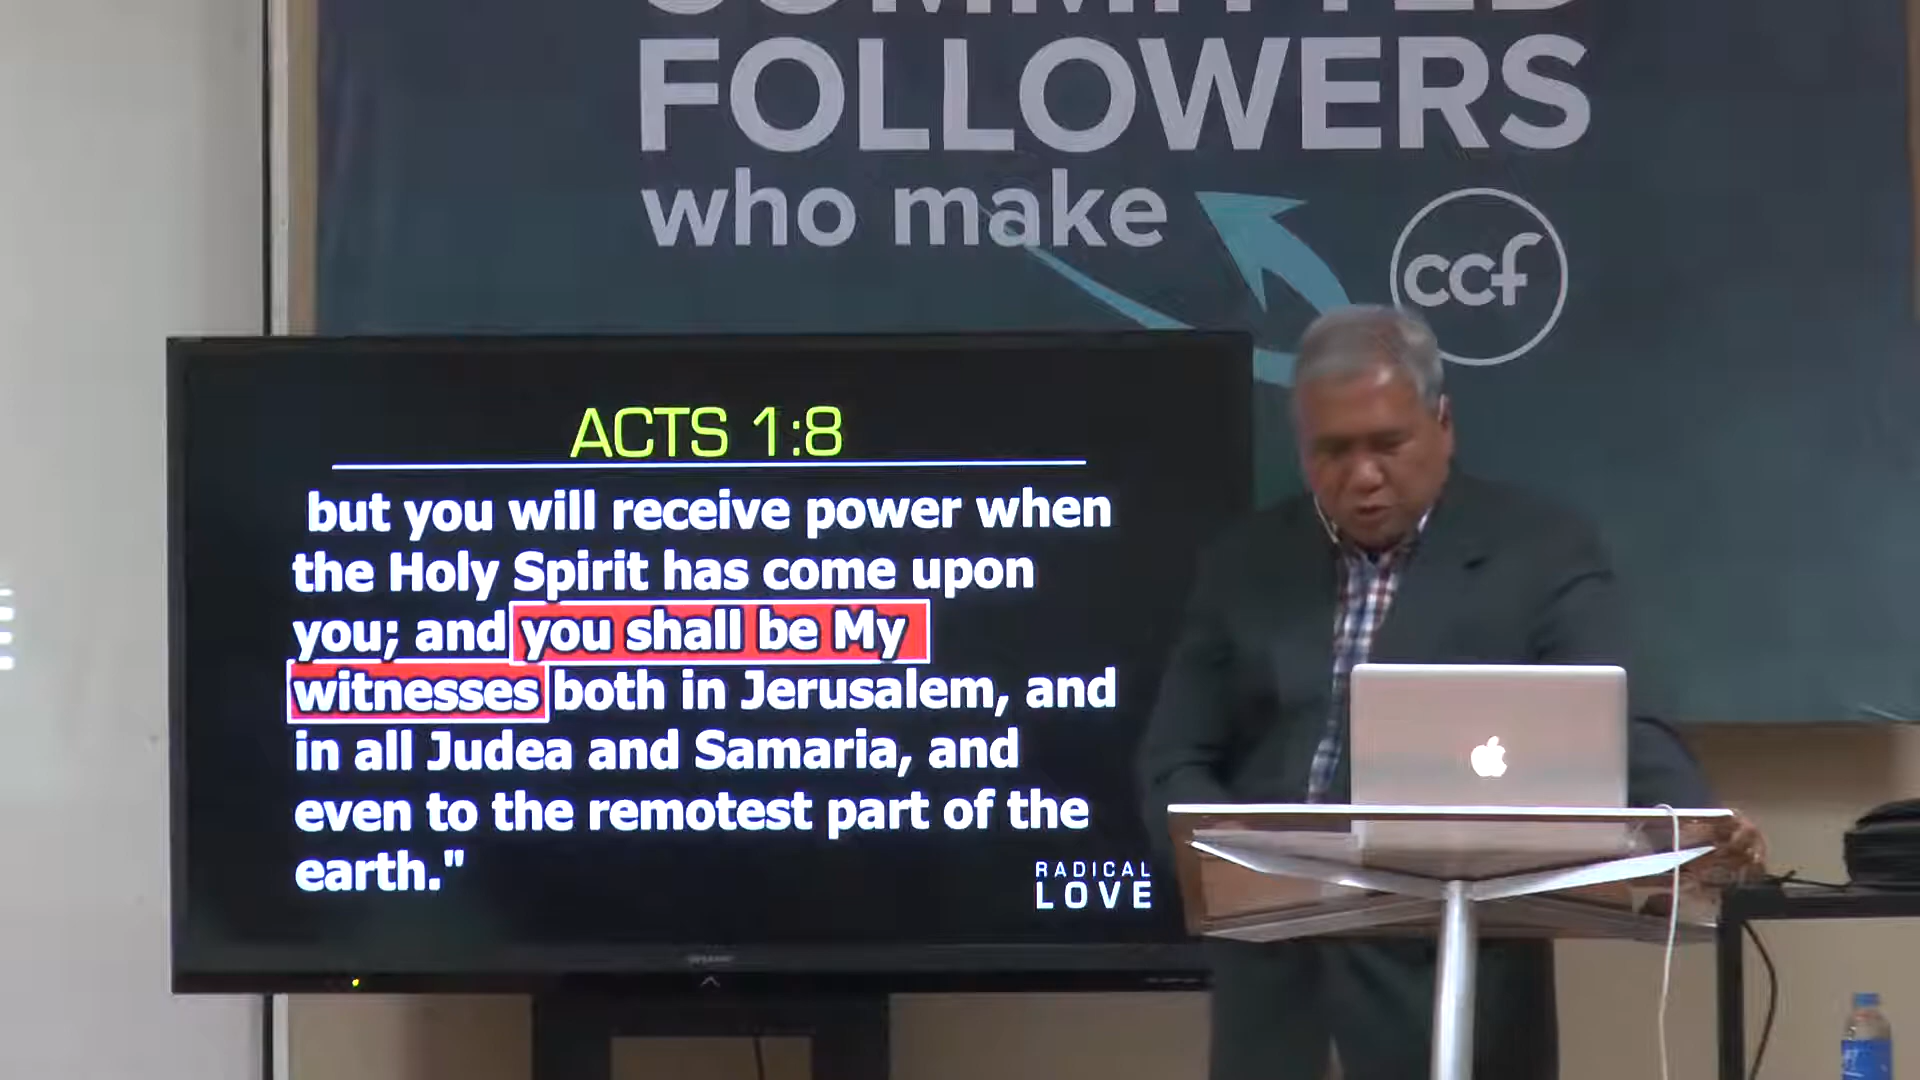 COMMITTED
FOLLOWERS
who make
ccf
ACTS 1:8
but you will receive power when
the Holy Spirit has come upon
you; and you shall be My
witnesses both in Jerusalem, and
in all Judea and Samaria, and
even to the remotest part of the
earth."
RADICAL
LOVE